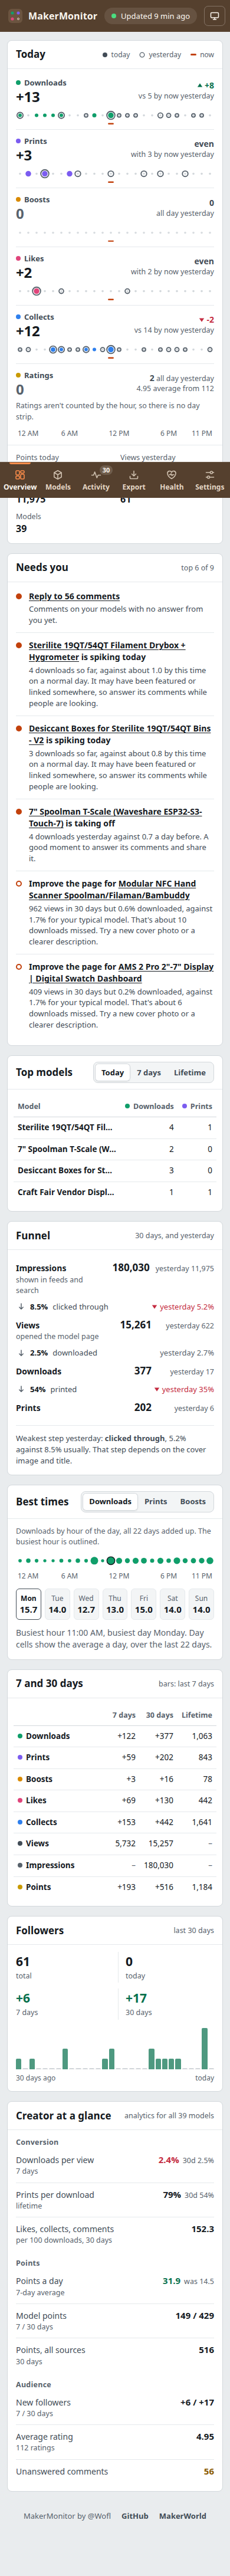 MakerMonitor
Updated 9 min ago
Today
today
yesterday
now
Downloads
+13
+8
vs 5 by now yesterday
Prints
+3
even
with 3 by now yesterday
Boosts
0
0
all day yesterday
Likes
+2
even
with 2 by now yesterday
Collects
+12
-2
vs 14 by now yesterday
Ratings
0
2 all day yesterday
4.95 average from 112
Ratings aren't counted by the hour, so there is no day
strip.
12 AM 6 AM 12 PM 6 PM 11 PM
Points today
Views yesterday
Overview
Models
30
Activity
Export
Health
Settings
11,975
61
Models
39
Needs you
top 6 of 9
Reply to 56 comments
Comments on your models with no answer from
you yet.
Sterilite 19QT/54QT Filament Drybox +
Hygrometer is spiking today
4 downloads so far, against about 1.0 by this time
on a normal day. It may have been featured or
linked somewhere, so answer its comments while
people are looking.
Desiccant Boxes for Sterilite 19QT/54QT Bins
- V2 is spiking today
3 downloads so far, against about 0.8 by this time
on a normal day. It may have been featured or
linked somewhere, so answer its comments while
people are looking.
7" Spoolman T-Scale (Waveshare ESP32-S3-
Touch-7) is taking off
4 downloads yesterday against 0.7 a day before. A
good moment to answer its comments and share
it.
Improve the page for Modular NFC Hand
Scanner Spoolman/Filaman/Bambuddy
962 views in 30 days but 0.6% downloaded, against
1.7% for your typical model. That's about 10
downloads missed. Try a new cover photo or a
clearer description.
Improve the page for AMS 2 Pro 2"-7" Display
| Digital Swatch Dashboard
409 views in 30 days but 0.2% downloaded, against
1.7% for your typical model. That's about 6
downloads missed. Try a new cover photo or a
clearer description.
Top models
Today 7 days Lifetime
Model Downloads Prints
Sterilite 19QT/54QT Fil... 4 1
7" Spoolman T-Scale (W... 2 0
Desiccant Boxes for St... 3 0
Craft Fair Vendor Displ... 1 1
Funnel
30 days, and yesterday
Impressions 180,030 yesterday 11,975
shown in feeds and
search
8.5% clicked through yesterday 5.2%
Views 15,261 yesterday 622
opened the model page
2.5% downloaded yesterday 2.7%
Downloads 377 yesterday 17
54% printed yesterday 35%
Prints 202 yesterday 6
Weakest step yesterday: clicked through, 5.2%
against 8.5% usually. That step depends on the cover
image and title.
Best times
Downloads Prints Boosts
Downloads by hour of the day, all 22 days added up. The
busiest hour is outlined.
12 AM 6 AM 12 PM 6 PM 11 PM
Mon Tue Wed Thu Fri Sat Sun
15.7 14.0 12.7 13.0 15.0 14.0 14.0
Busiest hour 11:00 AM, busiest day Monday. Day
cells show the average a day, over the last 22 days.
7 and 30 days
bars: last 7 days
7 days 30 days Lifetime
Downloads +122 +377 1,063
Prints +59 +202 843
Boosts +3 +16 78
Likes +69 +130 442
Collects +153 +442 1,641
Views 5,732 15,257 –
Impressions – 180,030 –
Points +193 +516 1,184
Followers
last 30 days
61
total
0
today
+6
7 days
+17
30 days
30 days ago
today
Creator at a glance
analytics for all 39 models
Conversion
Downloads per view 2.4% 30d 2.5%
7 days
Prints per download 79% 30d 54%
lifetime
Likes, collects, comments 152.3
per 100 downloads, 30 days
Points
Points a day 31.9 was 14.5
7-day average
Model points 149 / 429
7 / 30 days
Points, all sources 516
30 days
Audience
New followers +6 / +17
7 / 30 days
Average rating 4.95
112 ratings
Unanswered comments 56
MakerMonitor by @Wofl GitHub MakerWorld